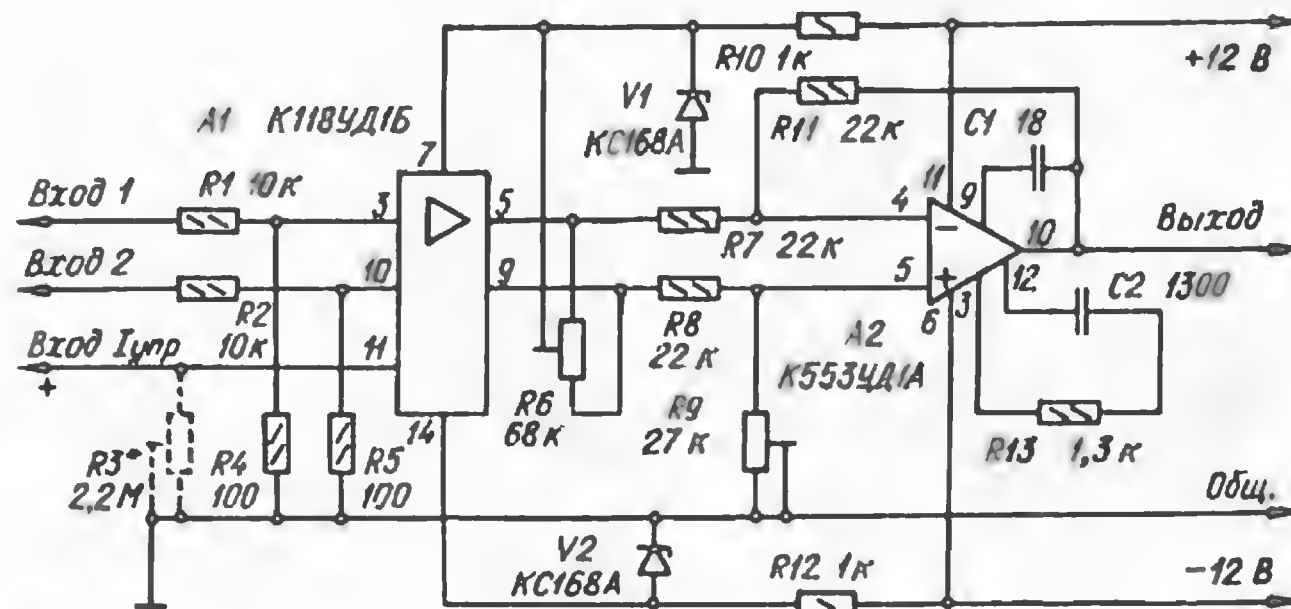 R10 1к
+12 В
V1
КС168А
R11 22к
C1 18
А1 К118УД1Б
7
11
9
Вход 1
R1 10к
3
5
R7 22к
4
10
Выход
Вход 2
R2
10к
10
9
R8
22к
5
6
3
12
C2 1300
А2
К553УД1А
Вход Iупр
+
11
14
R6
68к
R9
27к
R13 1,3к
R3*
2,2М
R4
100
R5
100
Общ.
V2
КС168А
R12 1к
−12 В